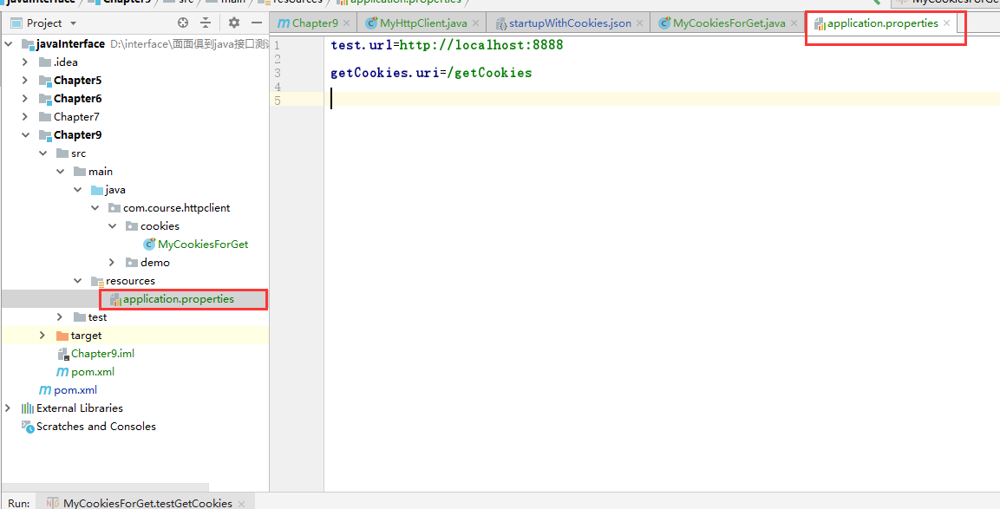 Project
javaInterface D:\interface\面面俱到java接口测
.idea
Chapter5
Chapter6
Chapter7
Chapter9
src
main
java
com.course.httpclient
cookies
MyCookiesForGet
demo
resources
application.properties
test
target
Chapter9.iml
pom.xml
pom.xml
External Libraries
Scratches and Consoles
Chapter9 MyHttpClient.java startupWithCookies.json MyCookiesForGet.java application.properties
1 test.url=http://localhost:8888
2
3 getCookies.uri=/getCookies
4
5
Run: MyCookiesForGet.testGetCookies